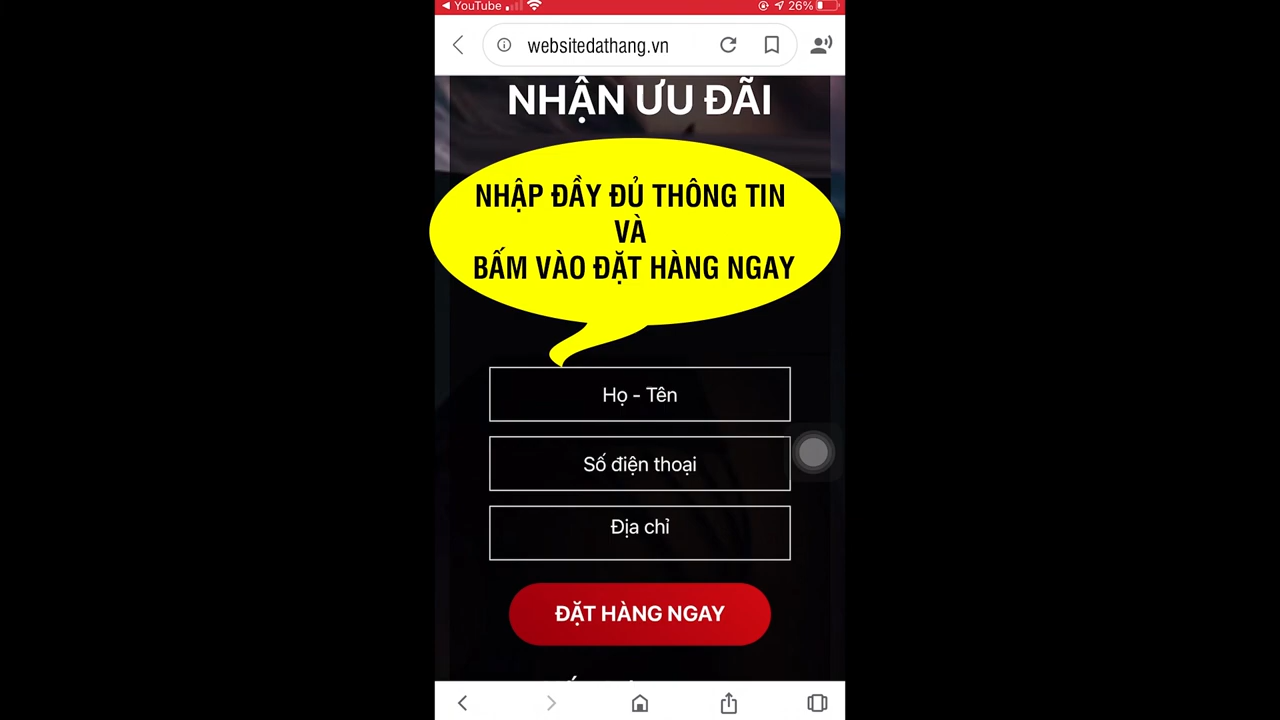 YouTube 26%
websitedathang.vn
NHẬN ƯU ĐÃI
NHẬP ĐẦY ĐỦ THÔNG TIN
VÀ
BẤM VÀO ĐẶT HÀNG NGAY
Họ - Tên
Số điện thoại
Địa chỉ
ĐẶT HÀNG NGAY